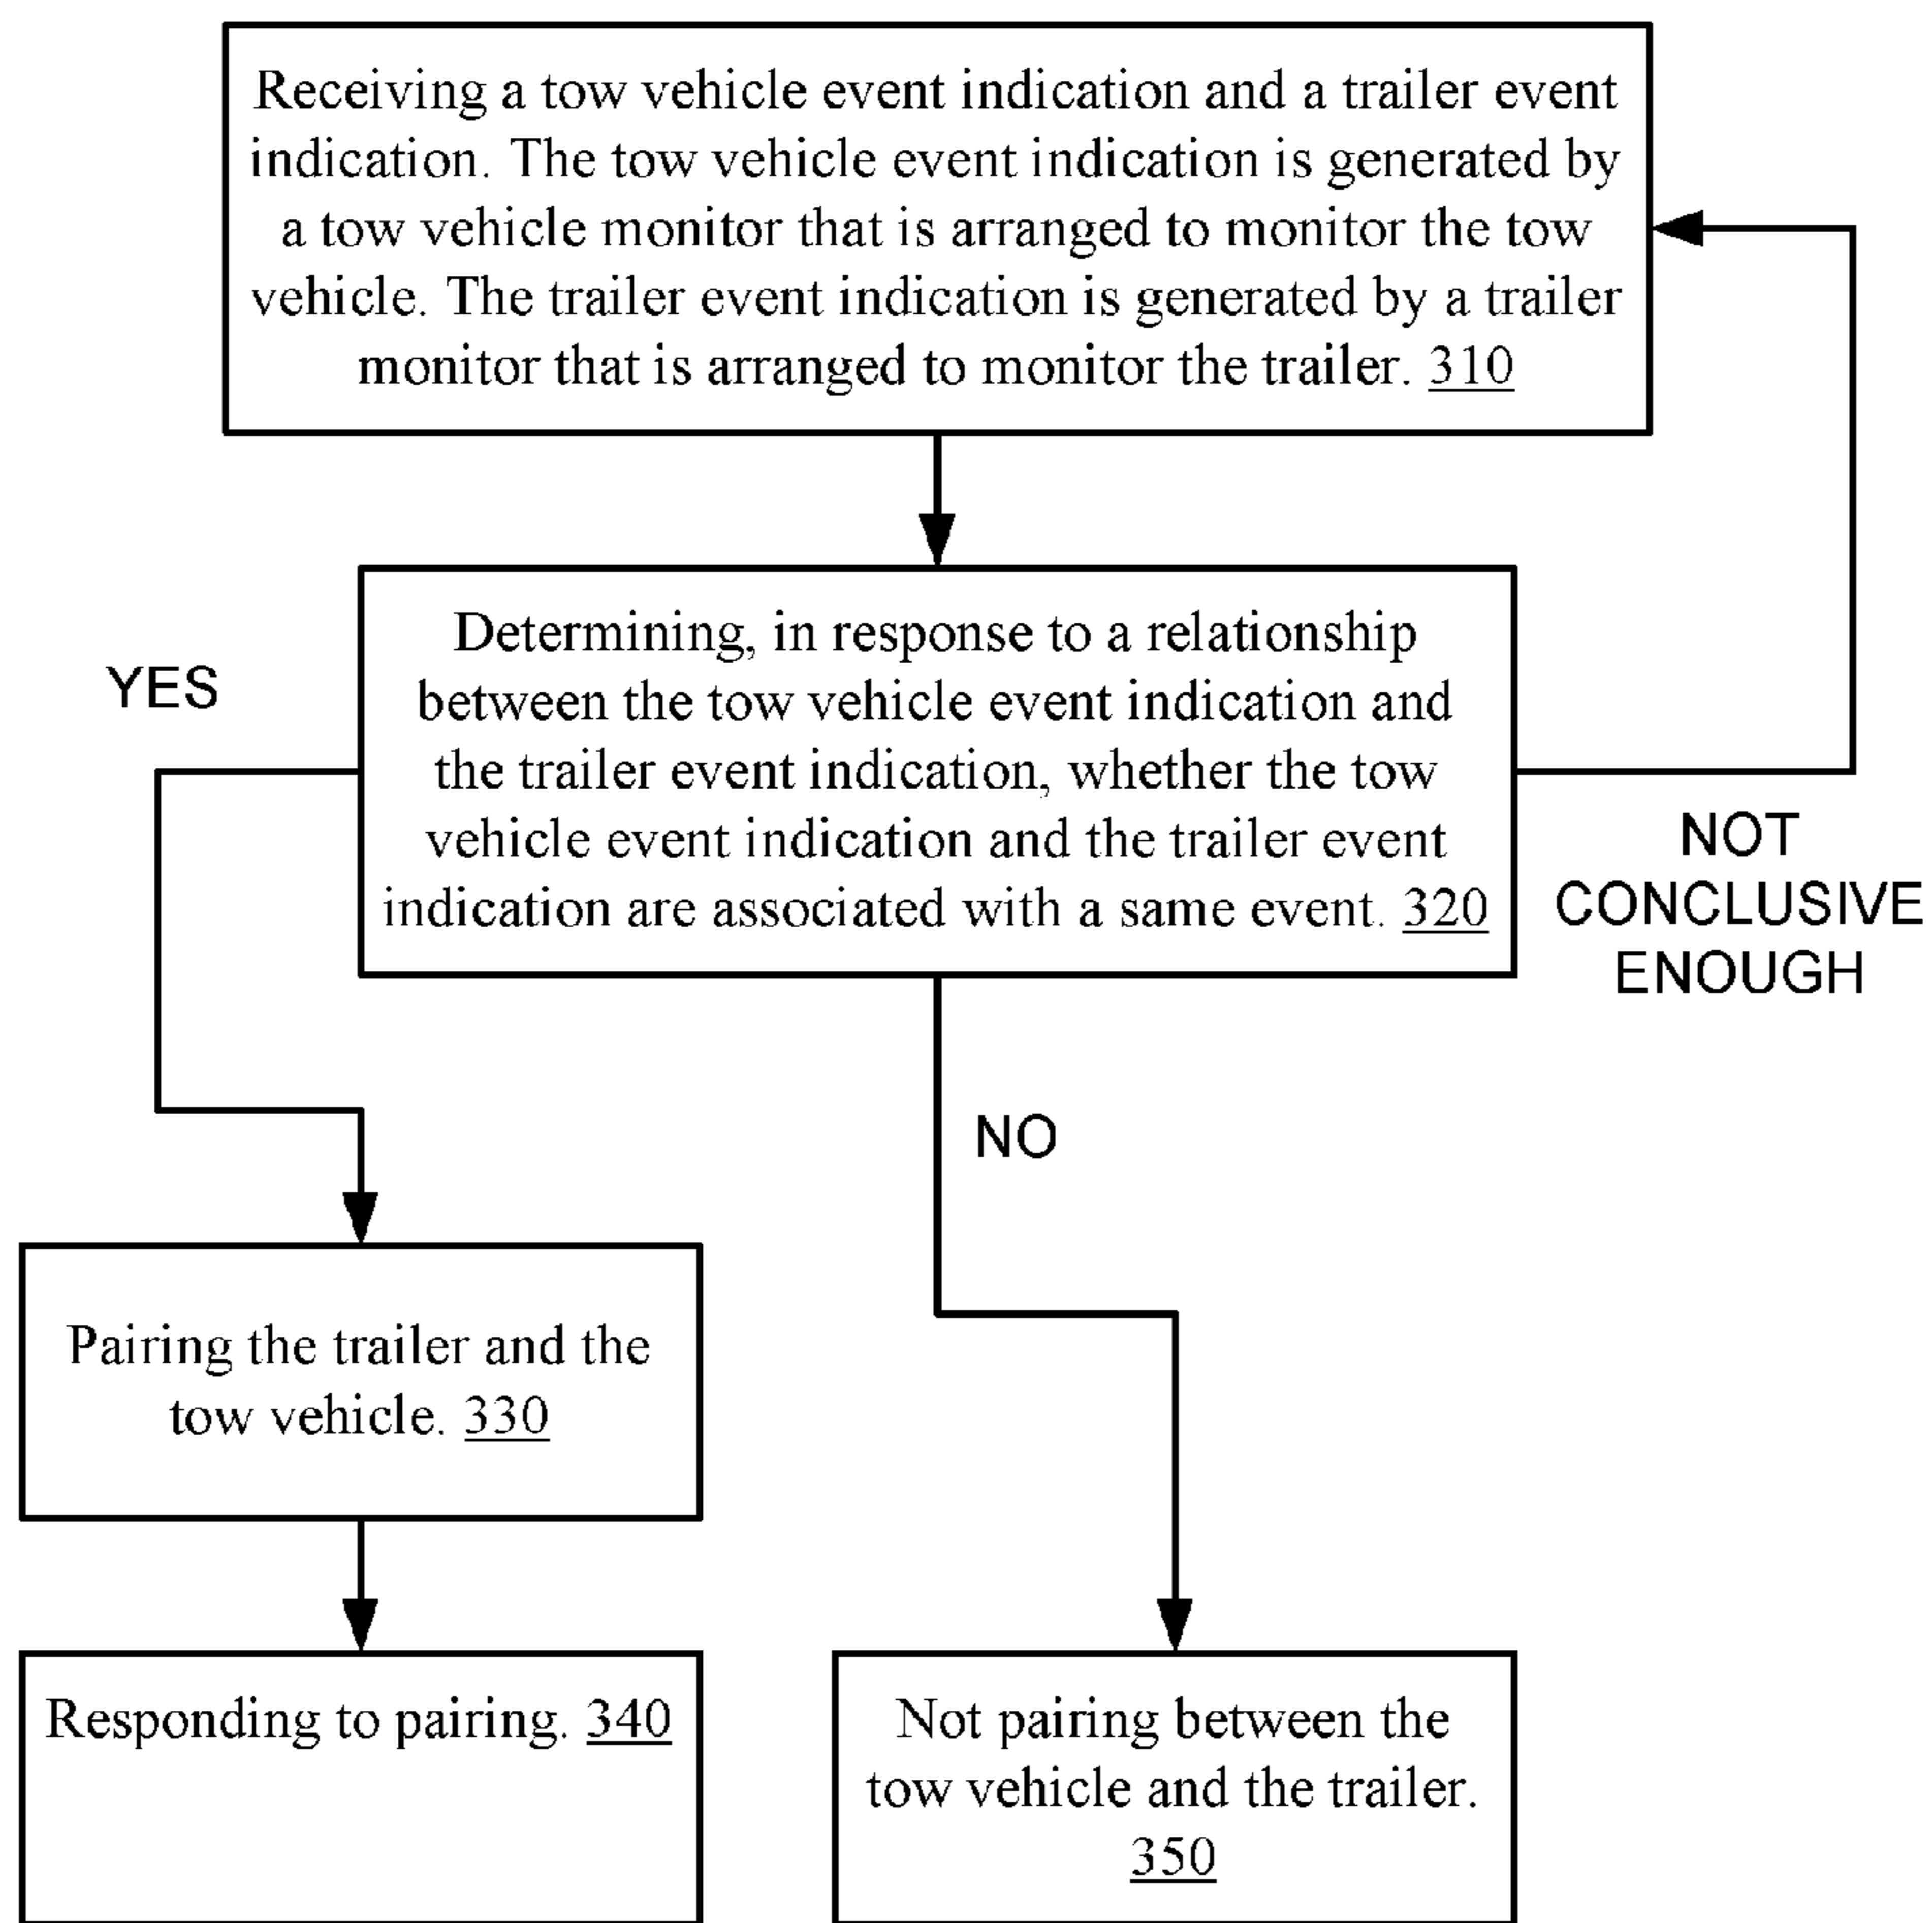 Receiving a tow vehicle event indication and a trailer event
indication. The tow vehicle event indication is generated by
a tow vehicle monitor that is arranged to monitor the tow
vehicle. The trailer event indication is generated by a trailer
monitor that is arranged to monitor the trailer. 310
Determining, in response to a relationship
between the tow vehicle event indication and
the trailer event indication, whether the tow
vehicle event indication and the trailer event
indication are associated with a same event. 320
YES
NOT
CONCLUSIVE
ENOUGH
NO
Pairing the trailer and the
tow vehicle. 330
Responding to pairing. 340
Not pairing between the
tow vehicle and the trailer.
350